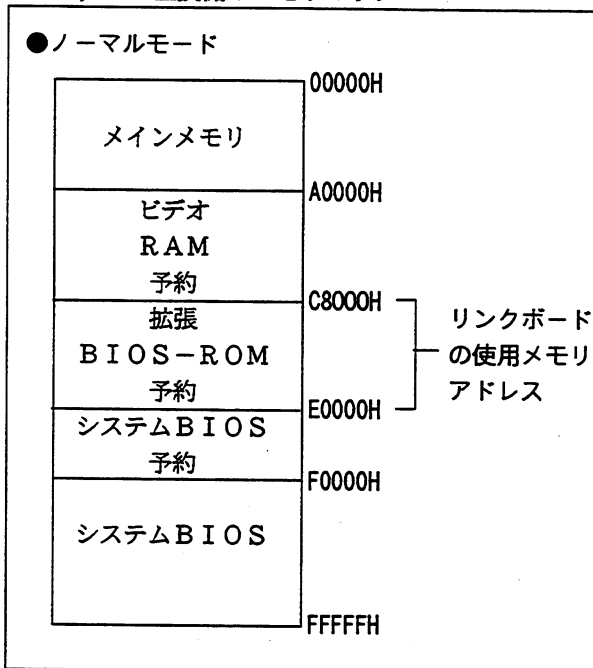 ●ノーマルモード
00000H
メインメモリ
A0000H
ビデオ
RAM
予約
C8000H
拡張
BIOS-ROM
予約
リンクボード
の使用メモリ
アドレス
E0000H
システムBIOS
予約
F0000H
システムBIOS
FFFFFH